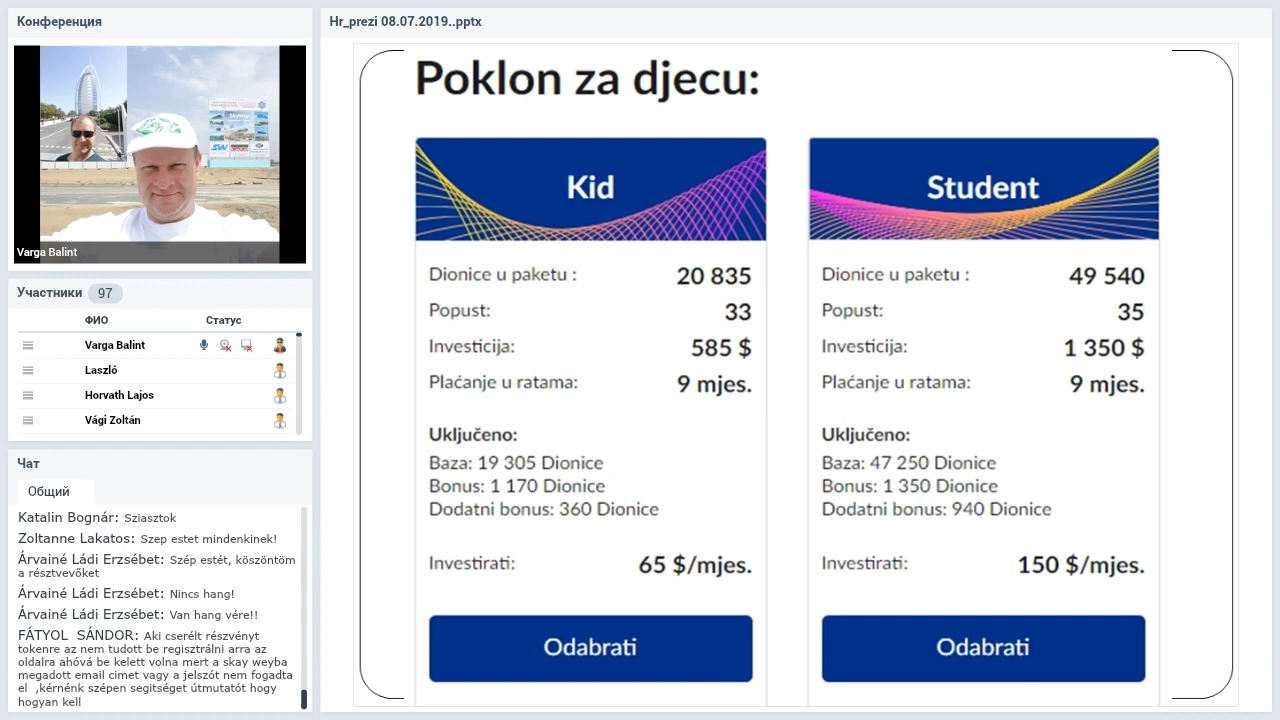 Конференция
SW
Varga Balint
Участники 97
ФИО Статус
Varga Balint
Laszló
Horvath Lajos
Vági Zoltán
Чат
Общий
Katalin Bognár: Sziasztok
Zoltanne Lakatos: Szep estet mindenkinek!
Árvainé Ládi Erzsébet: Szép estét, köszöntöm
a résztvevőket
Árvainé Ládi Erzsébet: Nincs hang!
Árvainé Ládi Erzsébet: Van hang vére!!
FÁTYOL SÁNDOR: Aki cserélt részvényt
tokenre az nem tudott be regisztrálni arra az
oldalra ahóvá be kelett volna mert a skay weyba
megadott email cimet vagy a jelszót nem fogadta
el ,kérnénk szépen segitséget útmutatót hogy
hogyan kell
Hr_prezi 08.07.2019..pptx
Poklon za djecu:
Kid
Dionice u paketu : 20 835
Popust: 33
Investicija: 585 $
Plaćanje u ratama: 9 mjes.
Uključeno:
Baza: 19 305 Dionice
Bonus: 1 170 Dionice
Dodatni bonus: 360 Dionice
Investirati: 65 $/mjes.
Odabrati
Student
Dionice u paketu : 49 540
Popust: 35
Investicija: 1 350 $
Plaćanje u ratama: 9 mjes.
Uključeno:
Baza: 47 250 Dionice
Bonus: 1 350 Dionice
Dodatni bonus: 940 Dionice
Investirati: 150 $/mjes.
Odabrati